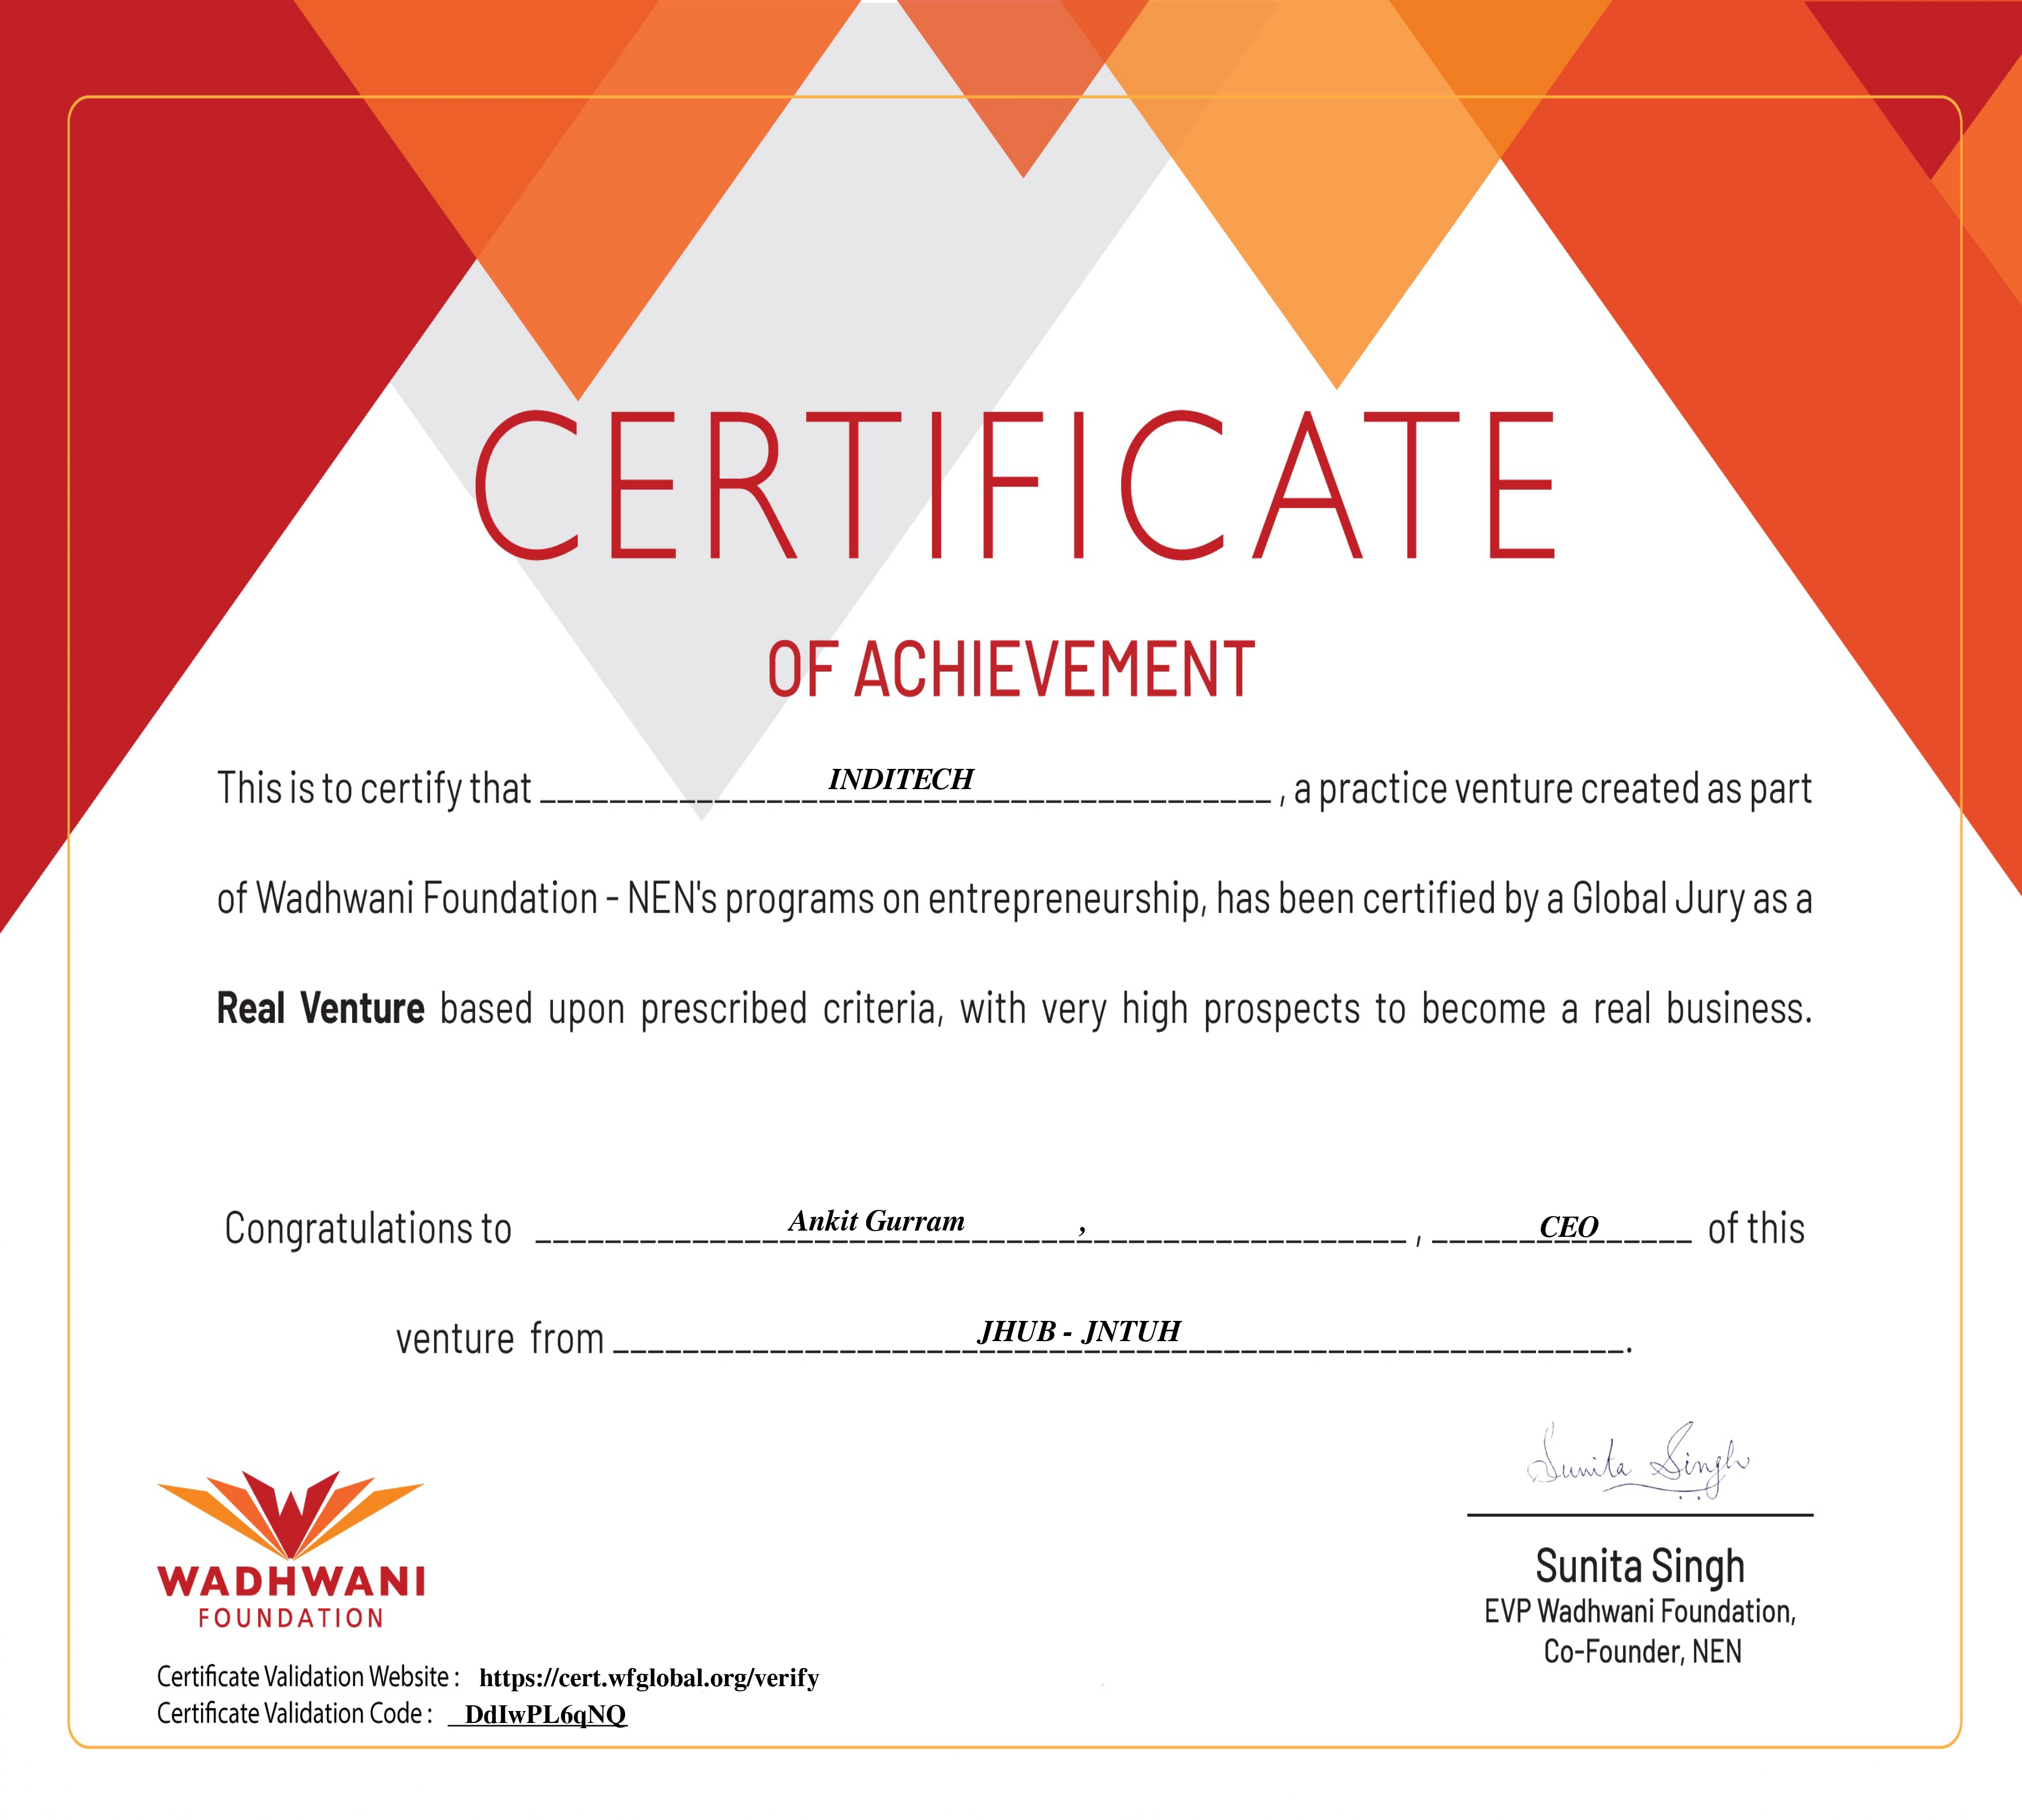 CERTIFICATE
OF ACHIEVEMENT
This is to certify that INDITECH , a practice venture created as part
of Wadhwani Foundation - NEN's programs on entrepreneurship, has been certified by a Global Jury as a
Real Venture based upon prescribed criteria, with very high prospects to become a real business.
Congratulations to Ankit Gurram , , CEO of this
venture from JHUB - JNTUH .
Sunita Singh
WADHWANI
FOUNDATION
Sunita Singh
EVP Wadhwani Foundation,
Co-Founder, NEN
Certificate Validation Website : https://cert.wfglobal.org/verify
Certificate Validation Code : DdIwPL6qNQ